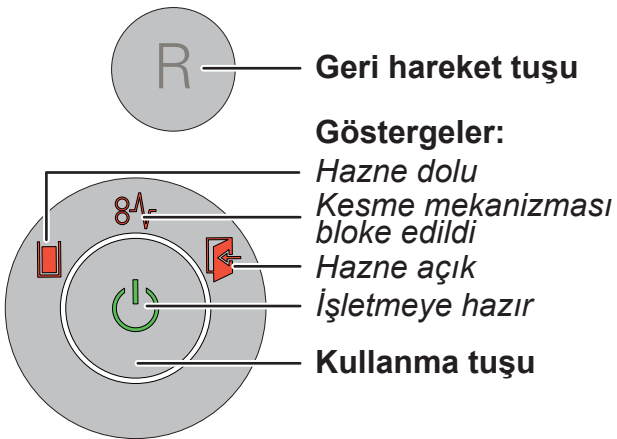 R
Geri hareket tuşu
Göstergeler:
Hazne dolu
Kesme mekanizması
bloke edildi
Hazne açık
İşletmeye hazır
Kullanma tuşu